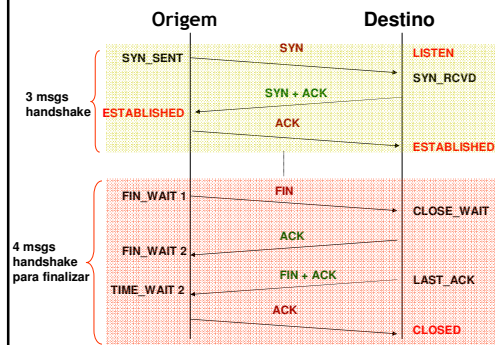 Origem Destino
SYN
SYN_SENT LISTEN
SYN_RCVD
SYN + ACK
3 msgs
handshake
ESTABLISHED
ACK
ESTABLISHED
FIN
FIN_WAIT 1
CLOSE_WAIT
ACK
4 msgs
handshake
para finalizar
FIN_WAIT 2
FIN + ACK
LAST_ACK
TIME_WAIT 2
ACK
CLOSED